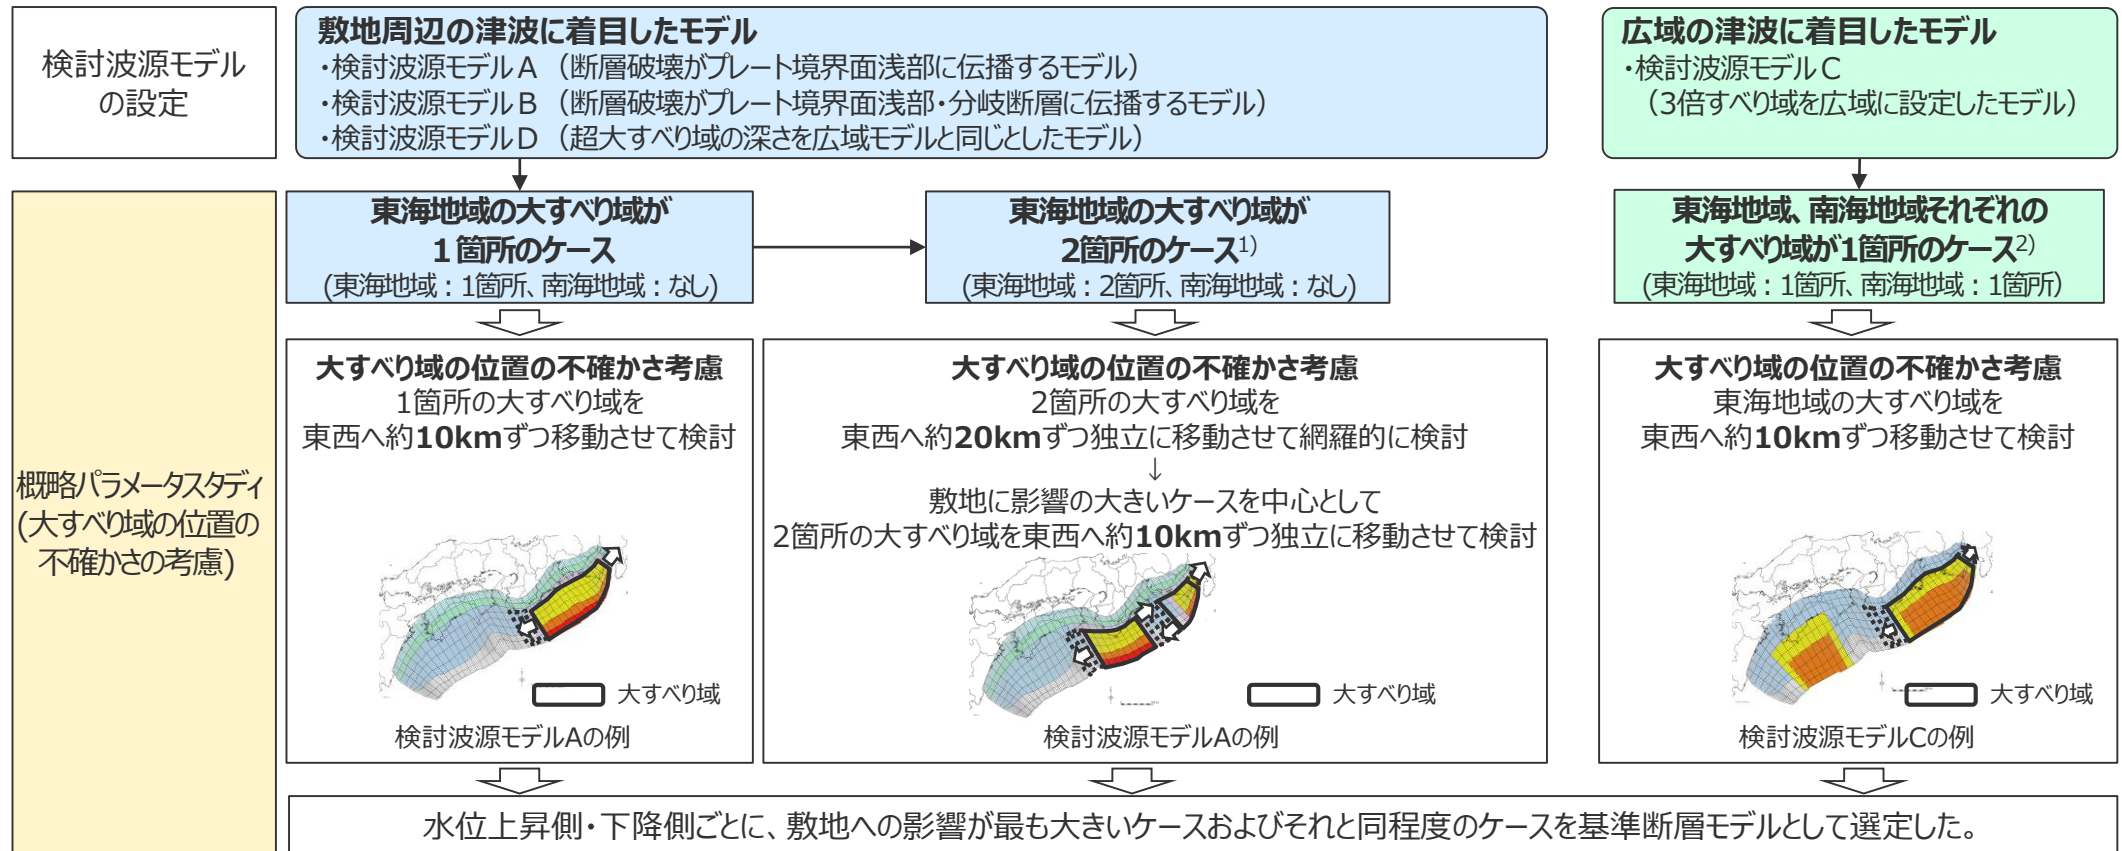 検討波源モデル
の設定
敷地周辺の津波に着目したモデル
・検討波源モデルA （断層破壊がプレート境界面浅部に伝播するモデル）
・検討波源モデルB （断層破壊がプレート境界面浅部・分岐断層に伝播するモデル）
・検討波源モデルD （超大すべり域の深さを広域モデルと同じとしたモデル）
広域の津波に着目したモデル
・検討波源モデルC
（3倍すべり域を広域に設定したモデル）
概略パラメータスタディ
(大すべり域の位置の
不確かさの考慮)
東海地域の大すべり域が
１箇所のケース
(東海地域：1箇所、南海地域：なし)
東海地域の大すべり域が
2箇所のケース1)
(東海地域：2箇所、南海地域：なし)
東海地域、南海地域それぞれの
大すべり域が1箇所のケース2)
(東海地域：1箇所、南海地域：1箇所)
大すべり域の位置の不確かさ考慮
1箇所の大すべり域を
東西へ約10kmずつ移動させて検討
大すべり域
検討波源モデルAの例
大すべり域の位置の不確かさ考慮
2箇所の大すべり域を
東西へ約20kmずつ独立に移動させて網羅的に検討
↓
敷地に影響の大きいケースを中心として
2箇所の大すべり域を東西へ約10kmずつ独立に移動させて検討
大すべり域
検討波源モデルAの例
大すべり域の位置の不確かさ考慮
東海地域の大すべり域を
東西へ約10kmずつ移動させて検討
大すべり域
検討波源モデルCの例
水位上昇側・下降側ごとに、敷地への影響が最も大きいケースおよびそれと同程度のケースを基準断層モデルとして選定した。